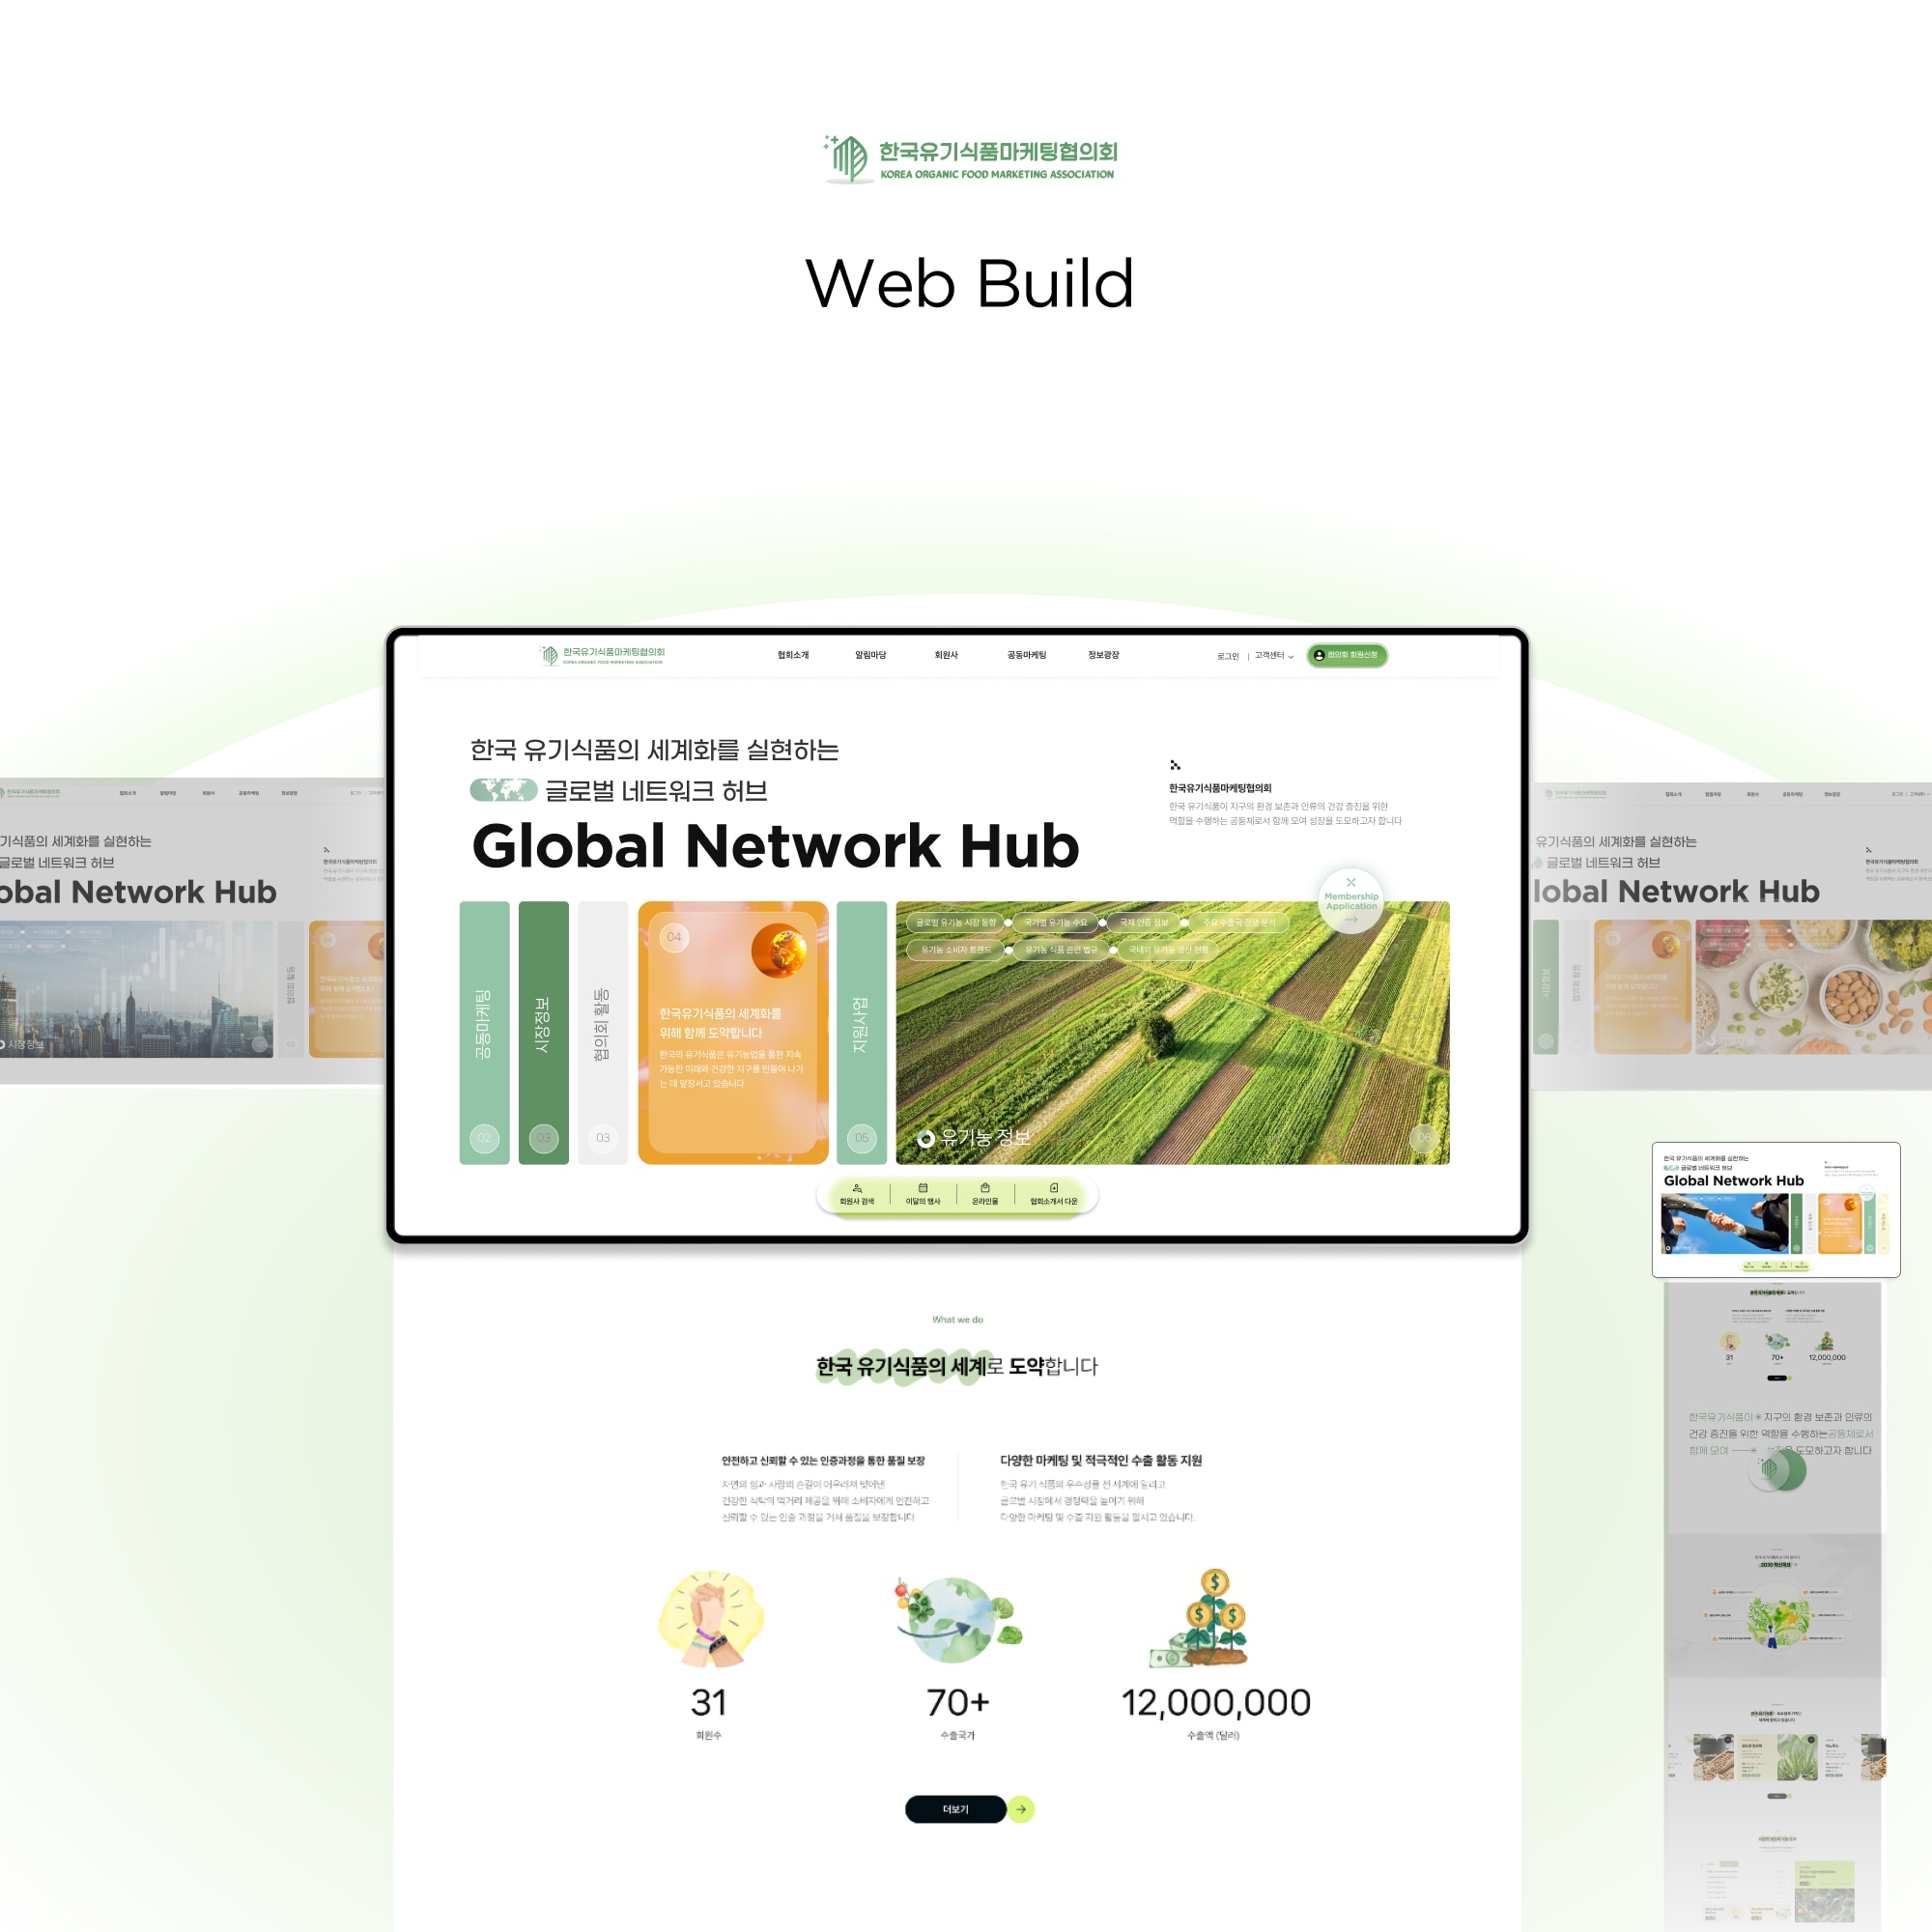 한국유기식품마케팅협의회
KOREA ORGANIC FOOD MARKETING ASSOCIATION
Web Build
한국유기식품마케팅협의회
KOREA ORGANIC FOOD MARKETING ASSOCIATION
협회소개 알림마당 회원사 공동마케팅 정보광장
로그인 | 고객센터
협의회 회원신청
한국 유기식품의 세계화를 실현하는
글로벌 네트워크 허브
Global Network Hub
한국유기식품마케팅협의회
한국 유기식품이 지구의 환경 보존과 인류의 건강 증진을 위한
역할을 수행하는 공동체로서 함께 모여 성장을 도모하고자 합니다
Membership
Application
공동마케팅
02
시장정보
03
협의회 활동
03
04
한국유기식품의 세계화를
위해 함께 도약합니다
한국의 유기식품은 유기농업을 통한 지속
가능한 미래와 건강한 지구를 만들어 나가
는 데 앞장서고 있습니다
지원사업
05
글로벌 유기농 시장 동향 국가별 유기농 수요 국제 인증 정보 주요 수출국 경쟁 분석
유기농 소비자 트렌드 유기농 식품 관련 법규 국내외 유기농 생산 현황
유기농 정보
06
회원사 검색 이달의 행사 온라인몰 협회소개서 다운
기식품의 세계화를 실현하는
글로벌 네트워크 허브
obal Network Hub
협의회 활동
시장정보
유기식품의 세계화를 실현하는
글로벌 네트워크 허브
lobal Network Hub
시장정보
협의회 활동
What we do
한국 유기식품의 세계로 도약합니다
안전하고 신뢰할 수 있는 인증과정을 통한 품질 보장
자연의 힘과 사람의 손길이 어우러져 빚어낸
건강한 식탁의 먹거리 제공을 위해 소비자에게 안전하고
신뢰할 수 있는 인증 과정을 거쳐 품질을 보장합니다
다양한 마케팅 및 적극적인 수출 활동 지원
한국 유기 식품의 우수성을 전 세계에 알리고
글로벌 시장에서 경쟁력을 높이기 위해
다양한 마케팅 및 수출 지원 활동을 펼치고 있습니다.
31
회원수
70+
수출국가
12,000,000
수출액 (달러)
더보기
한국 유기식품의 세계화를 실현하는
글로벌 네트워크 허브
Global Network Hub
31
70+
12,000,000
한국유기식품이 지구의 환경 보존과 인류의
건강 증진을 위한 역할을 수행하는공동체로서
함께 모여 성장을 도모하고자 합니다